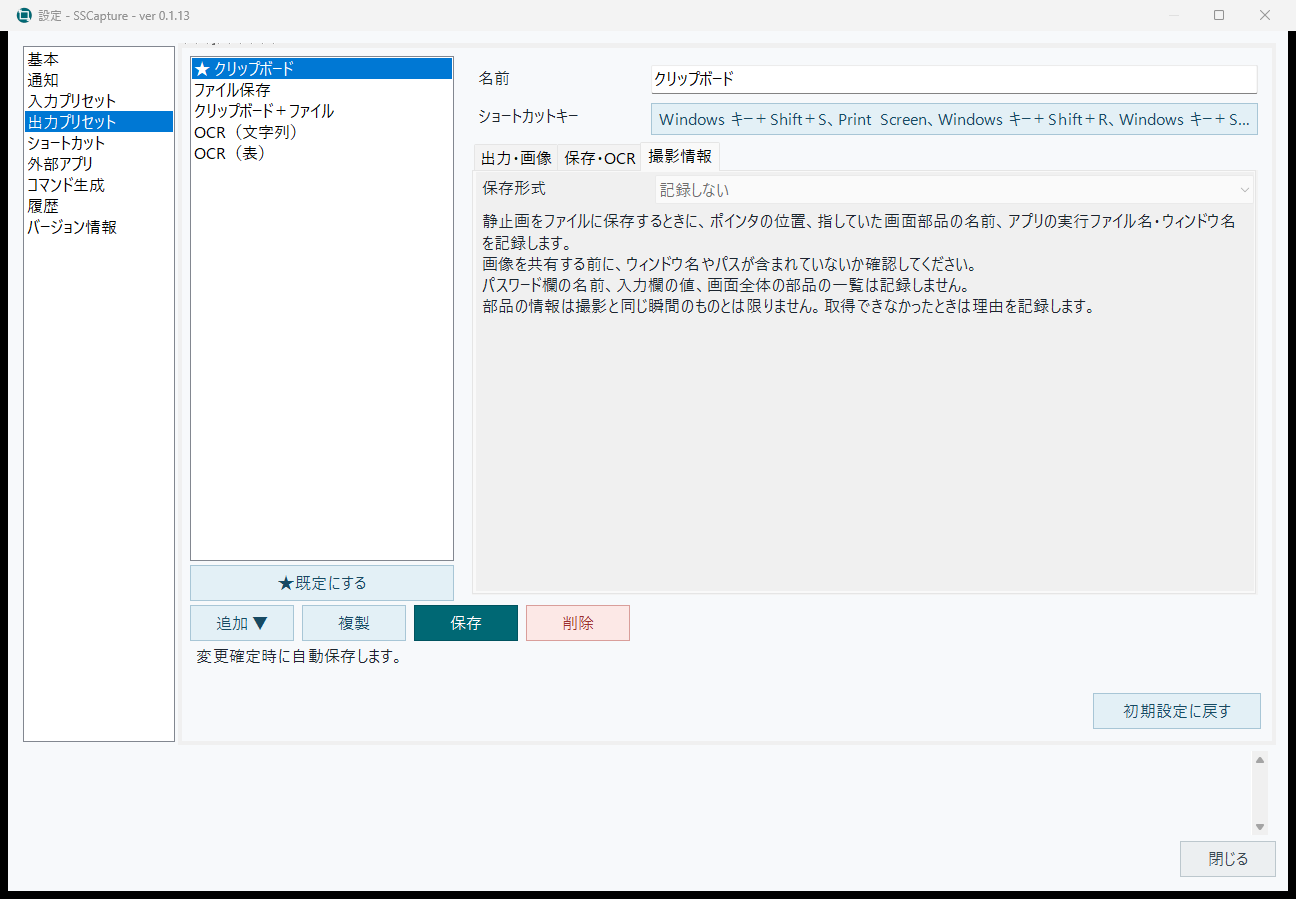 設定 - SSCapture - ver 0.1.13
基本
通知
入力プリセット
出力プリセット
ショートカット
外部アプリ
コマンド生成
履歴
バージョン情報
★ クリップボード
ファイル保存
クリップボード＋ファイル
OCR（文字列）
OCR（表）
★既定にする
追加 ▼
複製
保存
削除
変更確定時に自動保存します。
名前
クリップボード
ショートカットキー
Windows キー＋Shift＋S、Print Screen、Windows キー＋Shift＋R、Windows キー＋S...
出力・画像
保存・OCR
撮影情報
保存形式
記録しない
静止画をファイルに保存するときに、ポインタの位置、指していた画面部品の名前、アプリの実行ファイル名・ウィンドウ名
を記録します。
画像を共有する前に、ウィンドウ名やパスが含まれていないか確認してください。
パスワード欄の名前、入力欄の値、画面全体の部品の一覧は記録しません。
部品の情報は撮影と同じ瞬間のものとは限りません。取得できなかったときは理由を記録します。
初期設定に戻す
閉じる